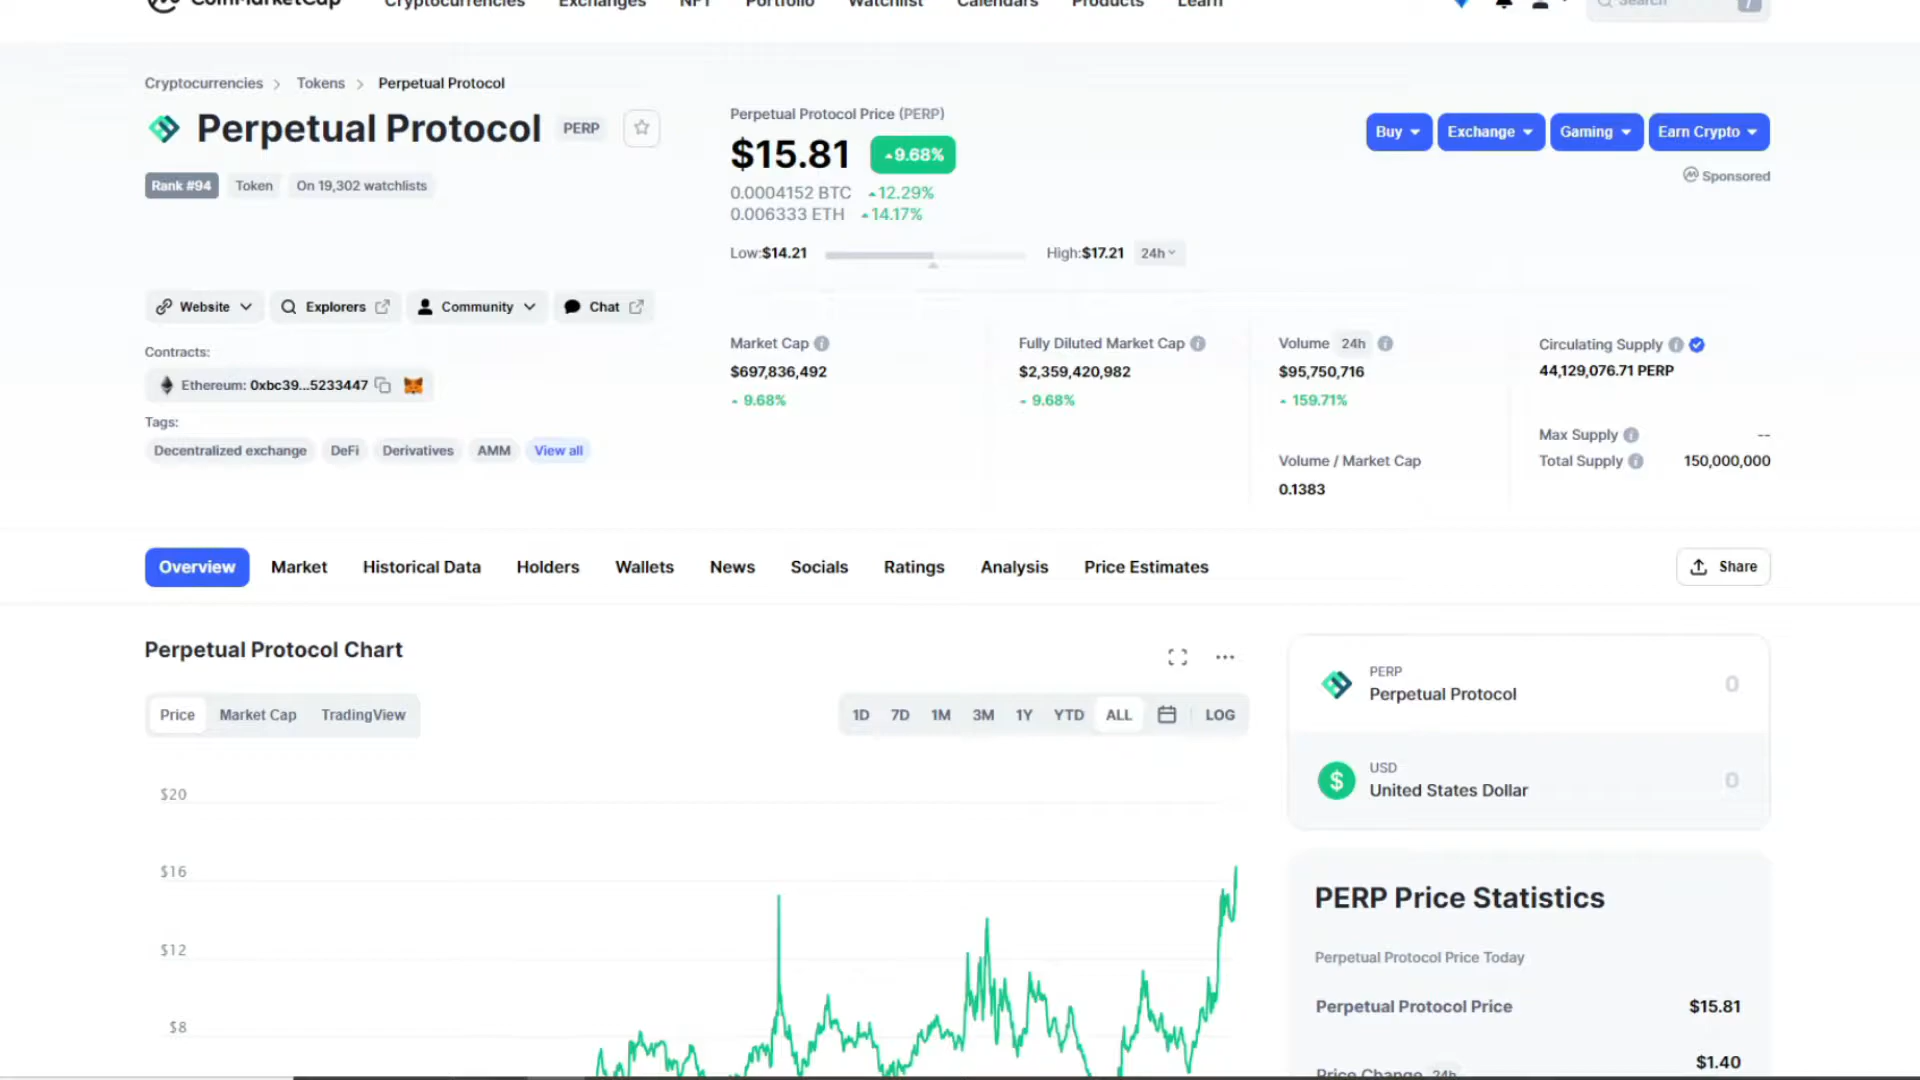 CoinMarketCap Cryptocurrencies Exchanges NFT Portfolio Watchlist Calendars Products Learn Search /
Cryptocurrencies > Tokens > Perpetual Protocol
Perpetual Protocol PERP
Rank #94 Token On 19,302 watchlists
Perpetual Protocol Price (PERP)
$15.81 9.68%
0.0004152 BTC 12.29%
0.006333 ETH 14.17%
Low:$14.21 High:$17.21 24h
Buy Exchange Gaming Earn Crypto
Sponsored
Website Explorers Community Chat
Contracts:
Ethereum: 0xbc39...5233447
Tags:
Decentralized exchange DeFi Derivatives AMM View all
Market Cap
$697,836,492
9.68%
Fully Diluted Market Cap
$2,359,420,982
9.68%
Volume 24h
$95,750,716
159.71%
Volume / Market Cap
0.1383
Circulating Supply
44,129,076.71 PERP
Max Supply --
Total Supply 150,000,000
Overview Market Historical Data Holders Wallets News Socials Ratings Analysis Price Estimates Share
Perpetual Protocol Chart
Price Market Cap TradingView
1D 7D 1M 3M 1Y YTD ALL LOG
$20
$16
$12
$8
PERP
Perpetual Protocol 0
USD
United States Dollar 0
PERP Price Statistics
Perpetual Protocol Price Today
Perpetual Protocol Price $15.81
$1.40
Price Change 24h